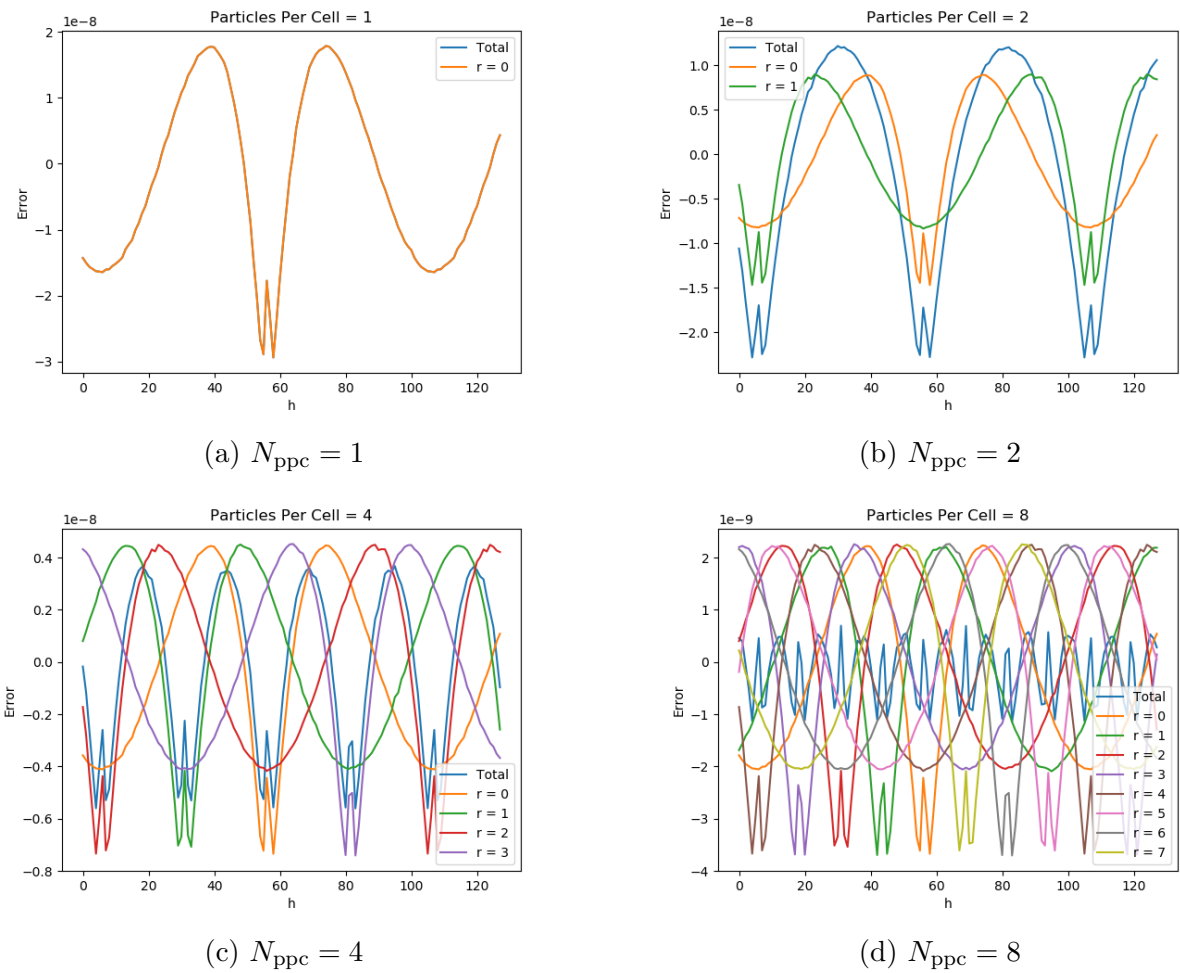 Particles Per Cell = 1
1e−8
2
1
0
−1
−2
−3
Error
0 20 40 60 80 100 120
h
Total
r = 0
(a) N_ppc = 1
Particles Per Cell = 2
1e−8
1.0
0.5
0.0
−0.5
−1.0
−1.5
−2.0
Error
0 20 40 60 80 100 120
h
Total
r = 0
r = 1
(b) N_ppc = 2
Particles Per Cell = 4
1e−8
0.4
0.2
0.0
−0.2
−0.4
−0.6
−0.8
Error
0 20 40 60 80 100 120
h
Total
r = 0
r = 1
r = 2
r = 3
(c) N_ppc = 4
Particles Per Cell = 8
1e−9
2
1
0
−1
−2
−3
−4
Error
0 20 40 60 80 100 120
h
Total
r = 0
r = 1
r = 2
r = 3
r = 4
r = 5
r = 6
r = 7
(d) N_ppc = 8